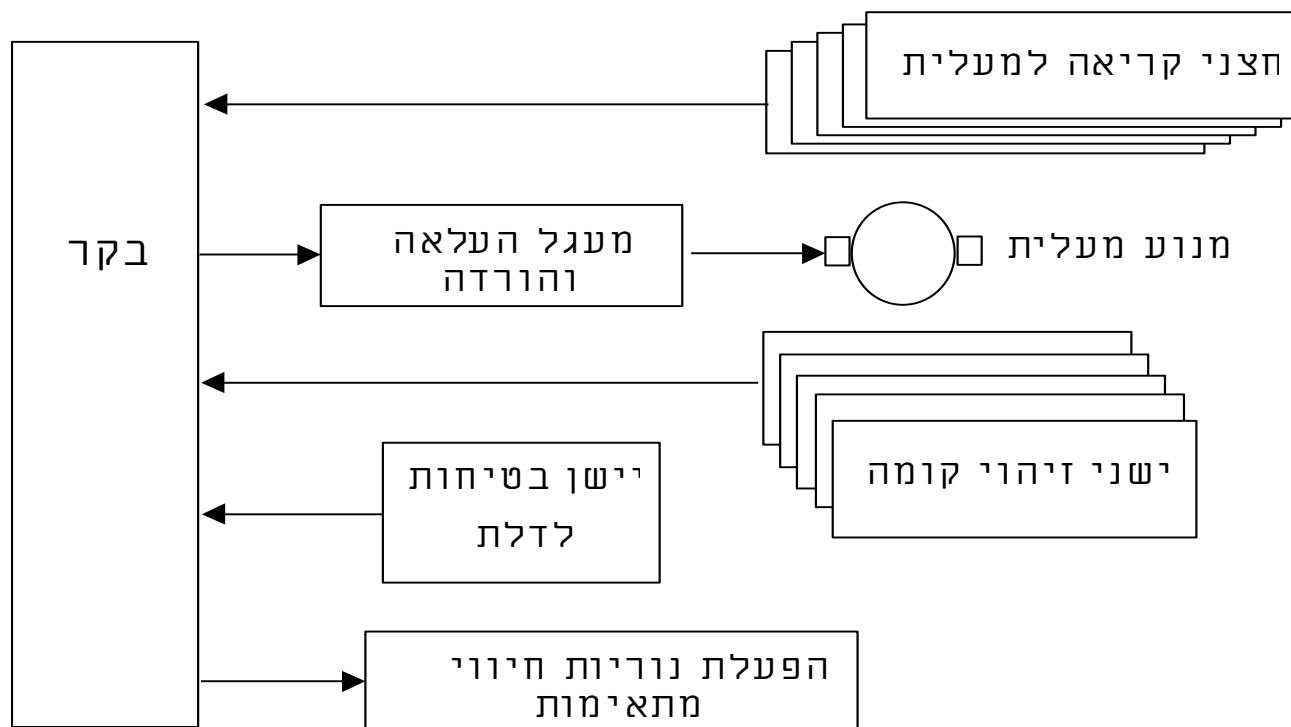 חצני קריאה למעלית
בקר
מעגל העלאה
והורדה
מנוע מעלית
ישני זיהוי קומה
יישן בטיחות
לדלת
הפעלת נוריות חיווי
מתאימות